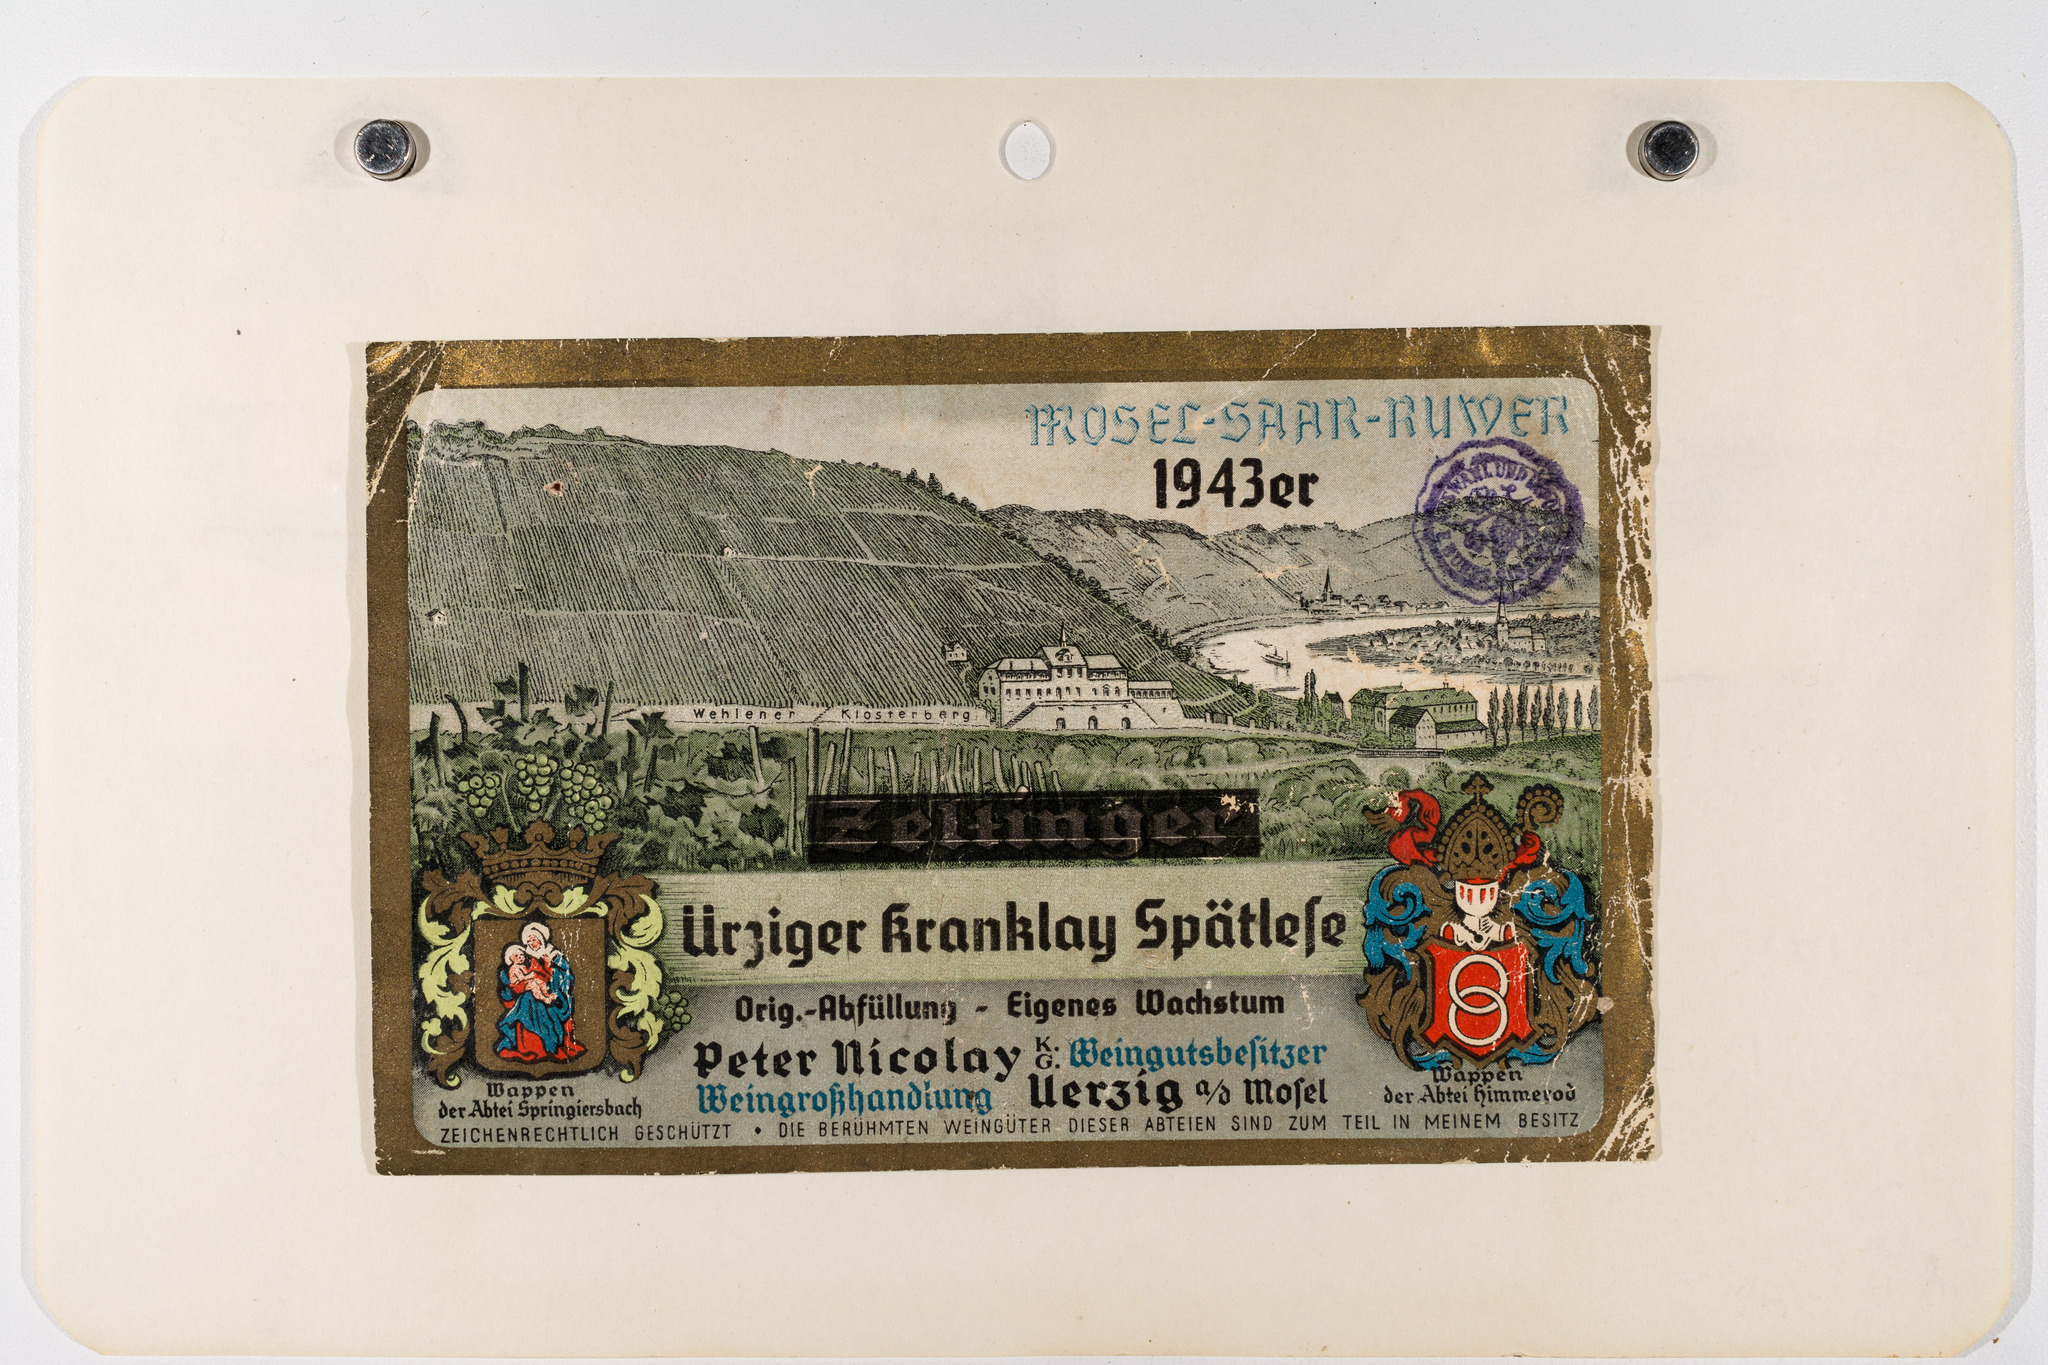 MOSEL-SAAR-RUWER
1943er
Wehlener Klosterberg
Zeltinger
Ürziger Kranklay Spätleſe
Orig.-Abfüllung - Eigenes Wachstum
Peter Nicolay K. G. Weingutsbeſitzer
Weingroßhandlung Uerzig a/d Moſel
Wappen
der Abtei Springiersbach
Wappen
der Abtei Himmerod
ZEICHENRECHTLICH GESCHÜTZT • DIE BERÜHMTEN WEINGÜTER DIESER ABTEIEN SIND ZUM TEIL IN MEINEM BESITZ